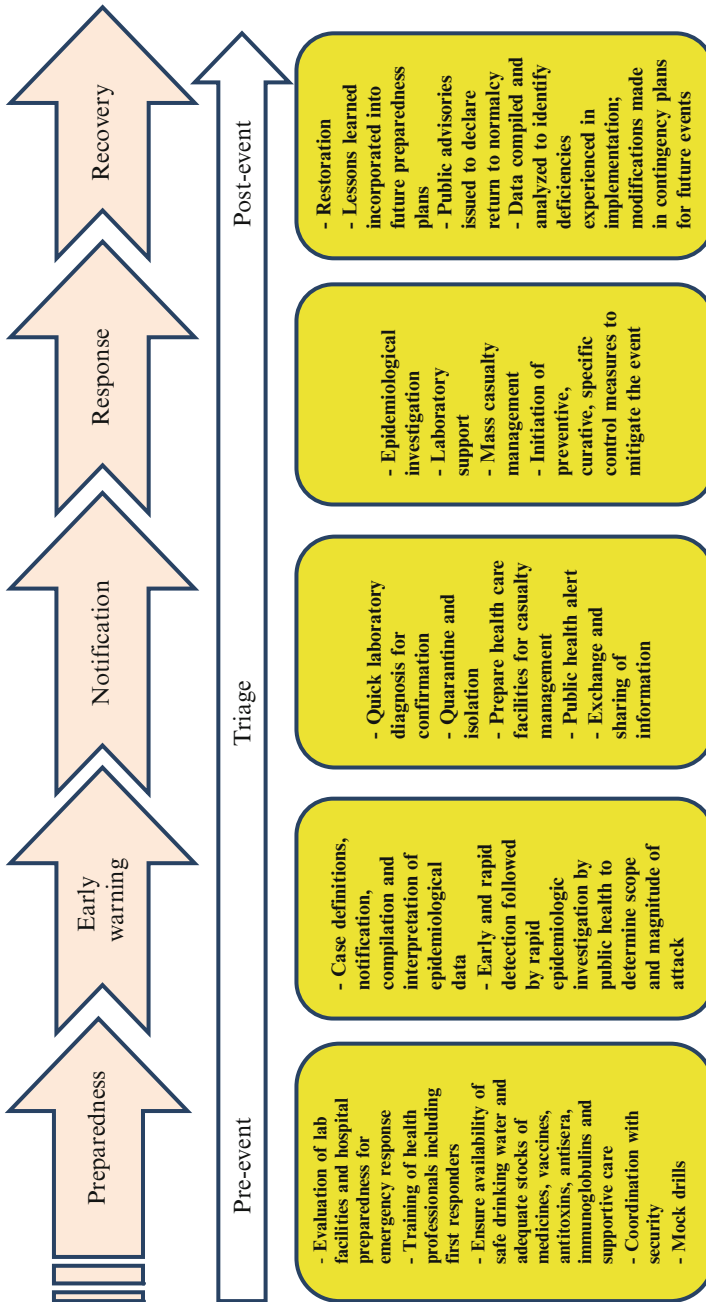 Preparedness
Early
warning
Notification
Response
Recovery
Pre-event
Triage
Post-event
- Evaluation of lab
facilities and hospital
preparedness for
emergency response
- Training of health
professionals including
first responders
- Ensure availability of
safe drinking water and
adequate stocks of
medicines, vaccines,
antitoxins, antisera,
immunoglobulins and
supportive care
- Coordination with
security
- Mock drills
- Case definitions,
notification,
compilation and
interpretation of
epidemiological
data
- Early and rapid
detection followed
by rapid
epidemiologic
investigation by
public health to
determine scope
and magnitude of
attack
- Quick laboratory
diagnosis for
confirmation
- Quarantine and
isolation
- Prepare health care
facilities for casualty
management
- Public health alert
- Exchange and
sharing of
information
- Epidemiological
investigation
- Laboratory
support
- Mass casualty
management
- Initiation of
preventive,
curative, specific
control measures to
mitigate the event
- Restoration
- Lessons learned
incorporated into
future preparedness
plans
- Public advisories
issued to declare
return to normalcy
- Data compiled and
analyzed to identify
deficiencies
experienced in
implementation;
modifications made
in contingency plans
for future events